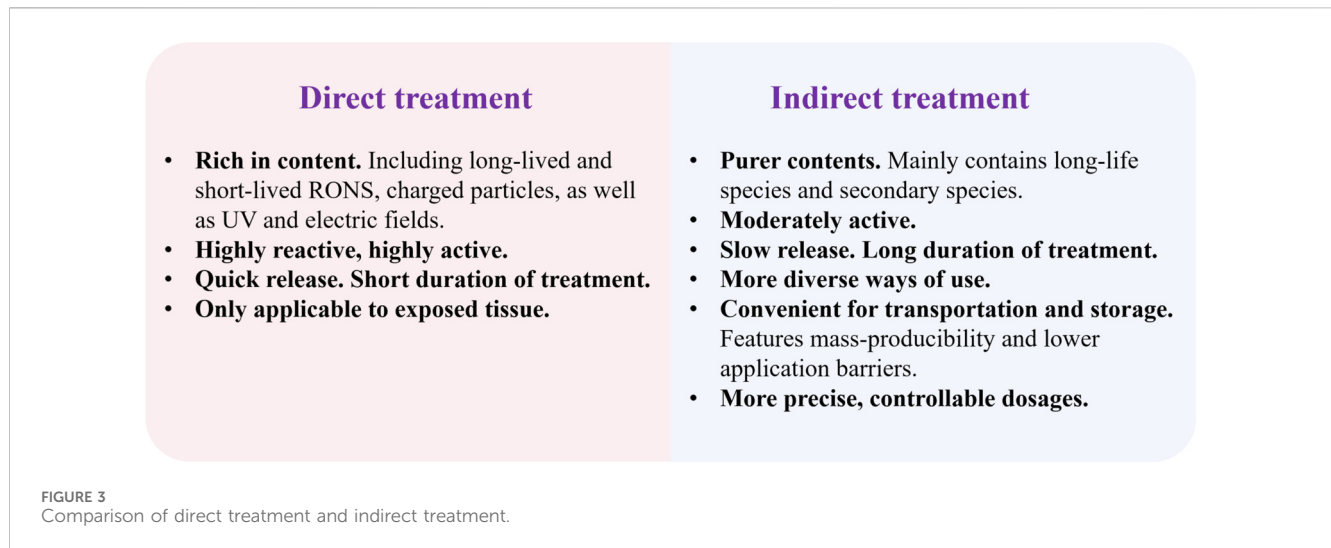 Direct treatment
• Rich in content. Including long-lived and
short-lived RONS, charged particles, as well
as UV and electric fields.
• Highly reactive, highly active.
• Quick release. Short duration of treatment.
• Only applicable to exposed tissue.
Indirect treatment
• Purer contents. Mainly contains long-life
species and secondary species.
• Moderately active.
• Slow release. Long duration of treatment.
• More diverse ways of use.
• Convenient for transportation and storage.
Features mass-producibility and lower
application barriers.
• More precise, controllable dosages.
FIGURE 3
Comparison of direct treatment and indirect treatment.